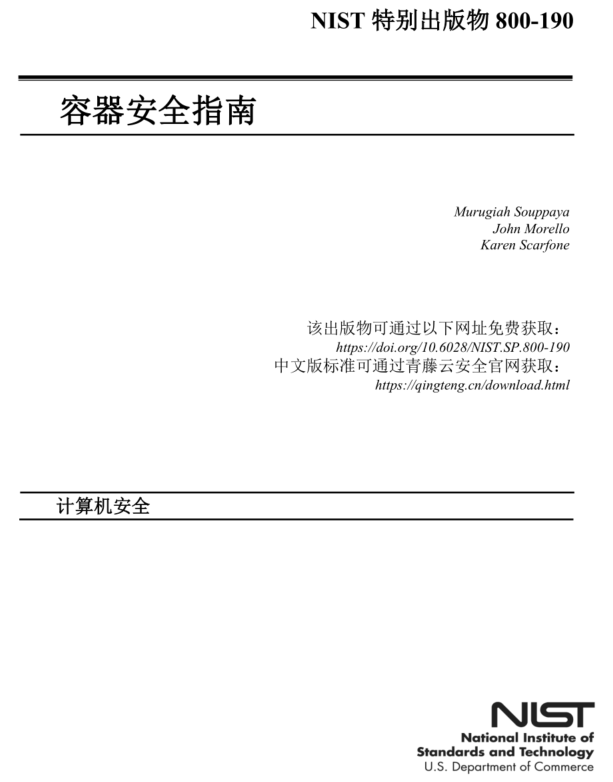 NIST 特别出版物 800-190
容器安全指南
Murugiah Souppaya
John Morello
Karen Scarfone
该出版物可通过以下网址免费获取：
https://doi.org/10.6028/NIST.SP.800-190
中文版标准可通过青藤云安全官网获取：
https://qingteng.cn/download.html
计算机安全
NIST
National Institute of
Standards and Technology
U.S. Department of Commerce